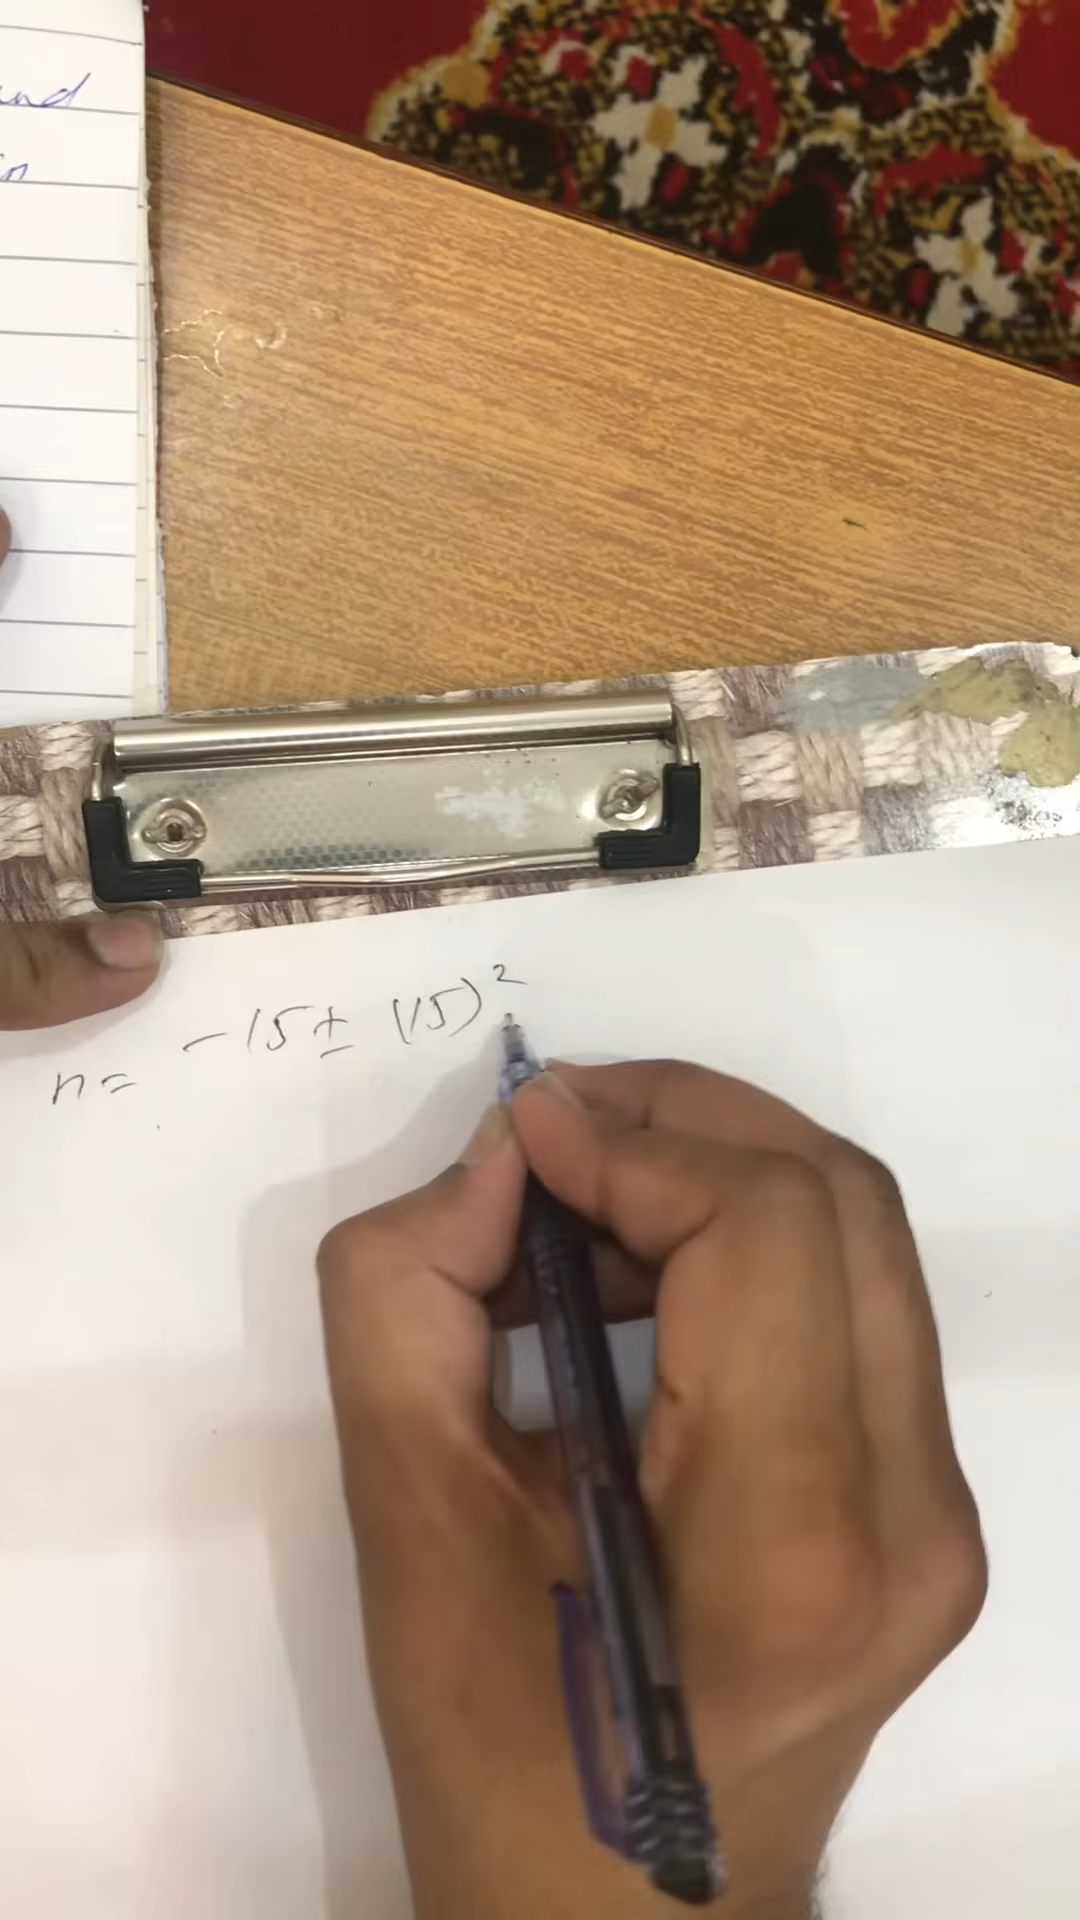 n = -15 ± (15)²